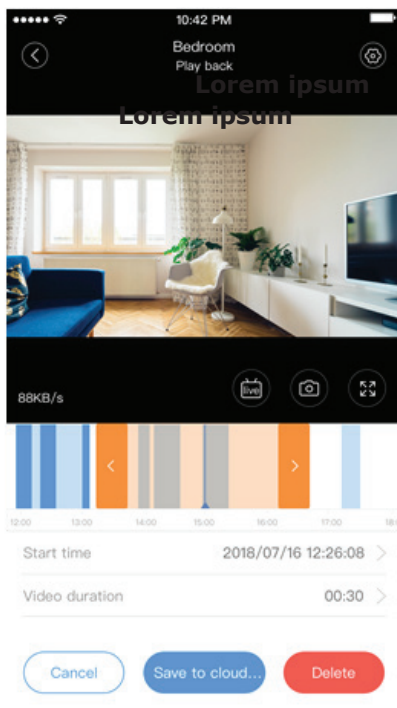 10:42 PM
Bedroom
Play back
Lorem ipsum
Lorem ipsum
live
88KB/s
12:00 13:00 14:00 15:00 16:00 17:00 18:
Start time 2018/07/16 12:26:08
Video duration 00:30
Cancel Save to cloud... Delete